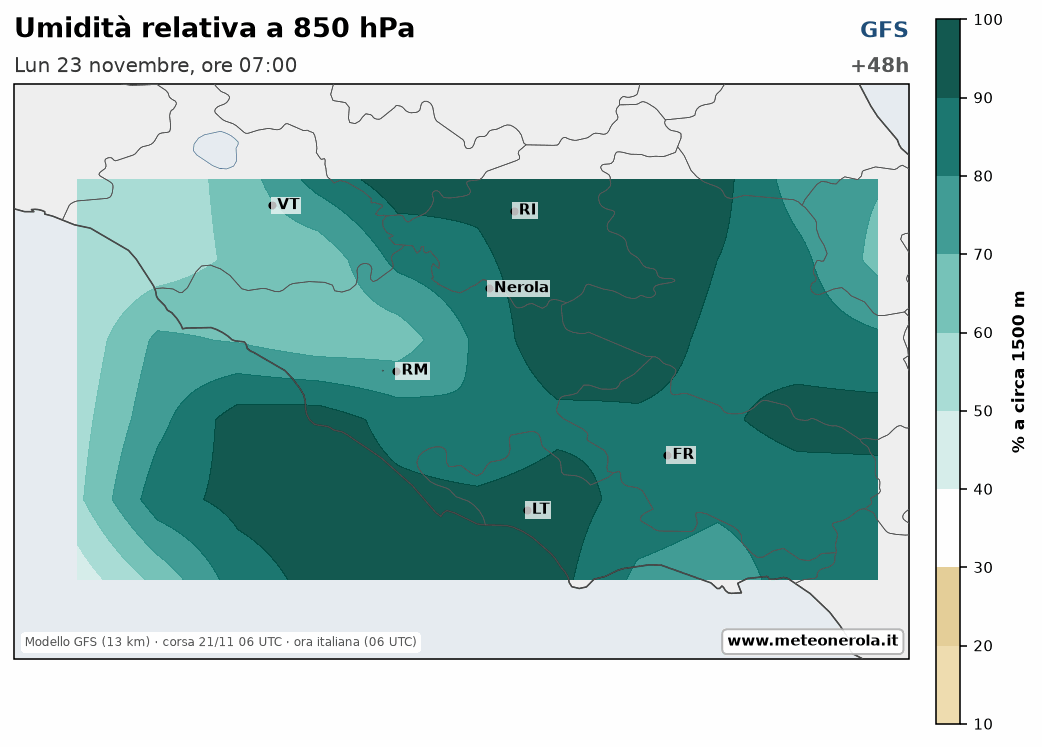 Umidità relativa a 850 hPa
GFS
Lun 23 novembre, ore 07:00
+48h
100
90
80
70
60
50
40
30
20
10
% a circa 1500 m
VT
RI
Nerola
RM
FR
LT
Modello GFS (13 km) · corsa 21/11 06 UTC · ora italiana (06 UTC)
www.meteonerola.it